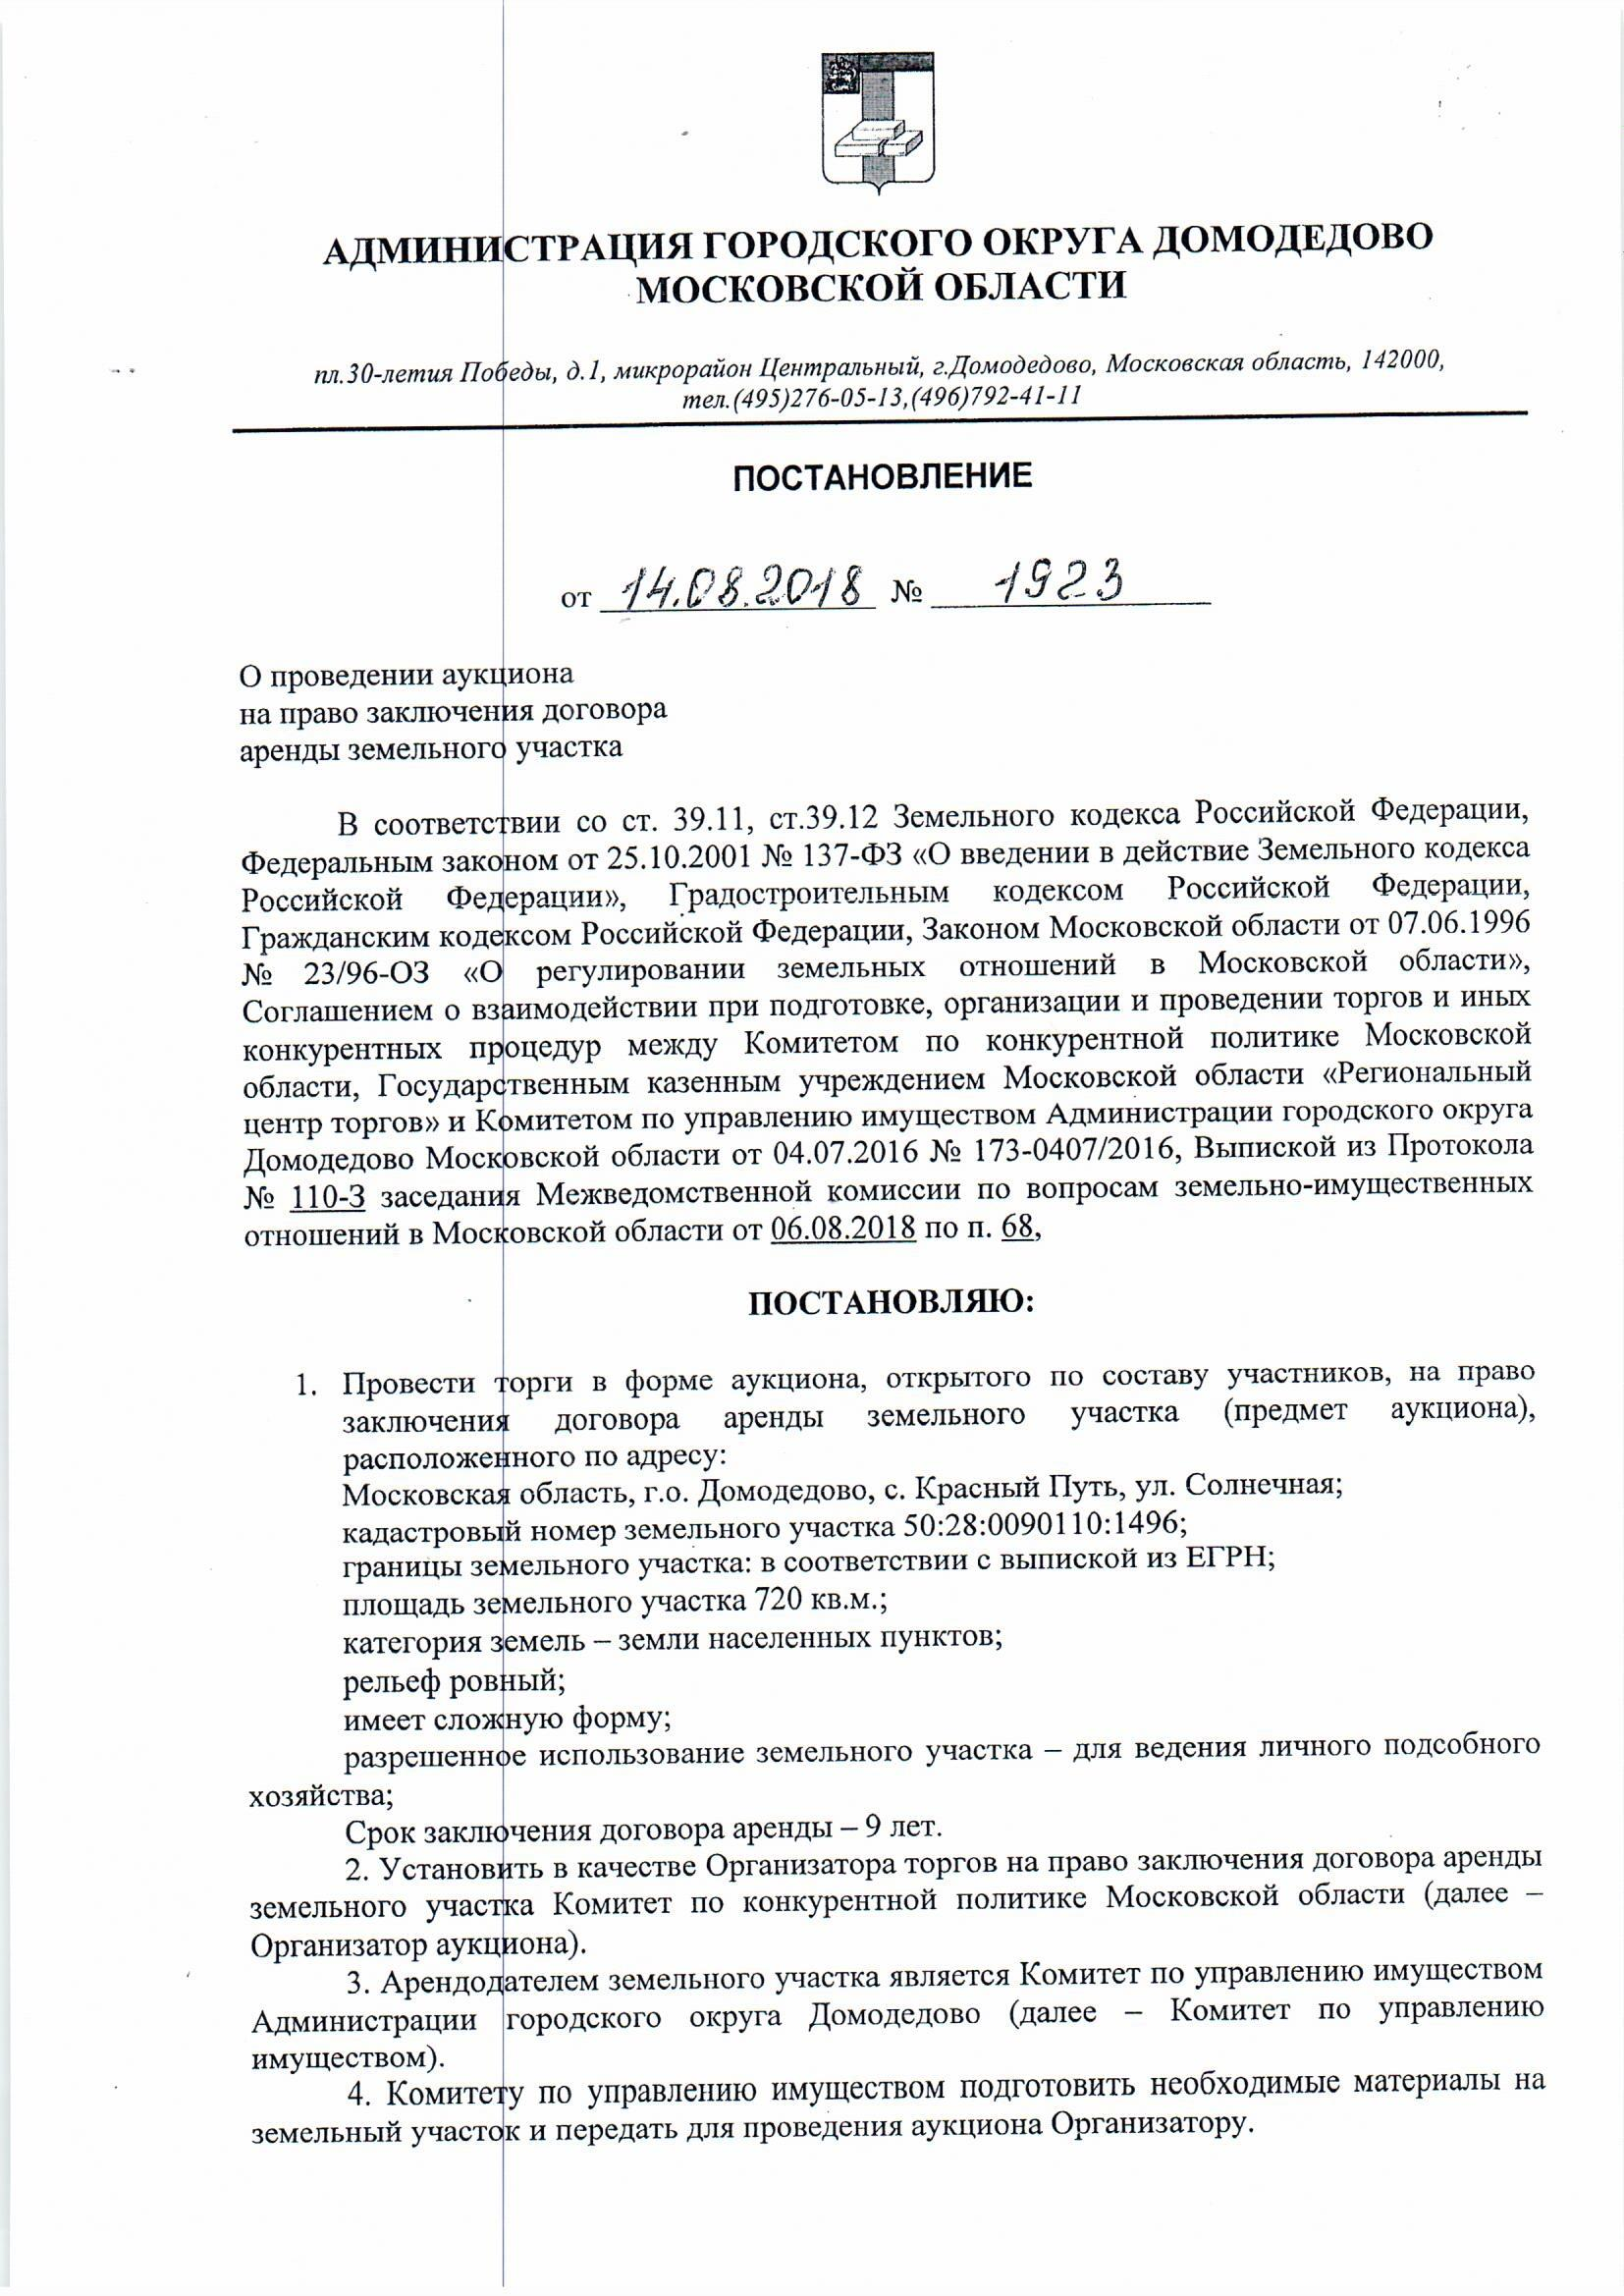 АДМИНИСТРАЦИЯ ГОРОДСКОГО ОКРУГА ДОМОДЕДОВО
МОСКОВСКОЙ ОБЛАСТИ
пл.30-летия Победы, д.1, микрорайон Центральный, г.Домодедово, Московская область, 142000,
тел.(495)276-05-13,(496)792-41-11
ПОСТАНОВЛЕНИЕ
от 14.08.2018 № 1923
О проведении аукциона
на право заключения договора
аренды земельного участка
В соответствии со ст. 39.11, ст.39.12 Земельного кодекса Российской Федерации,
Федеральным законом от 25.10.2001 № 137-ФЗ «О введении в действие Земельного кодекса
Российской Федерации», Градостроительным кодексом Российской Федерации,
Гражданским кодексом Российской Федерации, Законом Московской области от 07.06.1996
№ 23/96-ОЗ «О регулировании земельных отношений в Московской области»,
Соглашением о взаимодействии при подготовке, организации и проведении торгов и иных
конкурентных процедур между Комитетом по конкурентной политике Московской
области, Государственным казенным учреждением Московской области «Региональный
центр торгов» и Комитетом по управлению имуществом Администрации городского округа
Домодедово Московской области от 04.07.2016 № 173-0407/2016, Выпиской из Протокола
№ 110-З заседания Межведомственной комиссии по вопросам земельно-имущественных
отношений в Московской области от 06.08.2018 по п. 68,
ПОСТАНОВЛЯЮ:
1. Провести торги в форме аукциона, открытого по составу участников, на право
заключения договора аренды земельного участка (предмет аукциона),
расположенного по адресу:
Московская область, г.о. Домодедово, с. Красный Путь, ул. Солнечная;
кадастровый номер земельного участка 50:28:0090110:1496;
границы земельного участка: в соответствии с выпиской из ЕГРН;
площадь земельного участка 720 кв.м.;
категория земель – земли населенных пунктов;
рельеф ровный;
имеет сложную форму;
разрешенное использование земельного участка – для ведения личного подсобного
хозяйства;
Срок заключения договора аренды – 9 лет.
2. Установить в качестве Организатора торгов на право заключения договора аренды
земельного участка Комитет по конкурентной политике Московской области (далее –
Организатор аукциона).
3. Арендодателем земельного участка является Комитет по управлению имуществом
Администрации городского округа Домодедово (далее – Комитет по управлению
имуществом).
4. Комитету по управлению имуществом подготовить необходимые материалы на
земельный участок и передать для проведения аукциона Организатору.